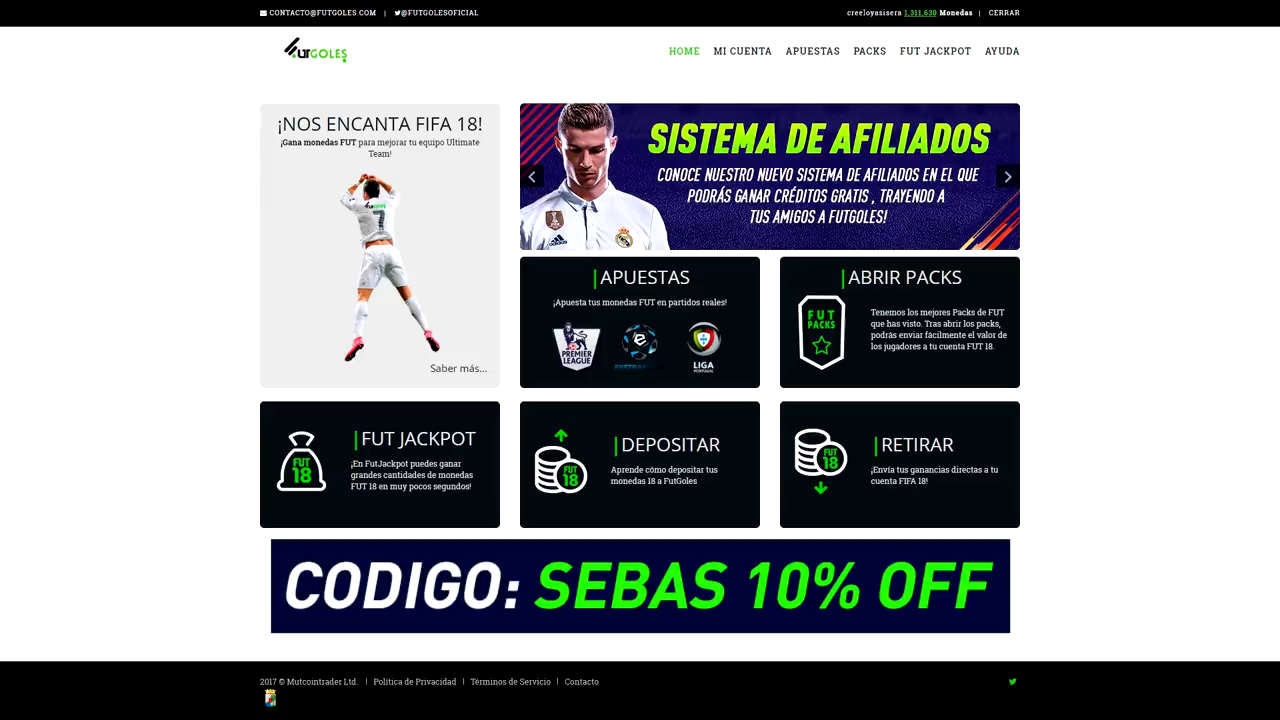 CONTACTO@FUTGOLES.COM | @FUTGOLESOFICIAL
creeloyasisera 1,311,630 Monedas | CERRAR
FUTGOLES
HOME MI CUENTA APUESTAS PACKS FUT JACKPOT AYUDA
¡NOS ENCANTA FIFA 18!
¡Gana monedas FUT para mejorar tu equipo Ultimate
Team!
7
Saber más...
SISTEMA DE AFILIADOS
CONOCE NUESTRO NUEVO SISTEMA DE AFILIADOS EN EL QUE
PODRÁS GANAR CRÉDITOS GRATIS , TRAYENDO A
TUS AMIGOS A FUTGOLES!
|APUESTAS
¡Apuesta tus monedas FUT en partidos reales!
PREMIER
LEAGUE
LIGA
PORTUGAL
|ABRIR PACKS
FUT
PACKS
Tenemos los mejores Packs de FUT
que has visto. Tras abrir los packs,
podrás enviar fácilmente el valor de
los jugadores a tu cuenta FUT 18.
|FUT JACKPOT
FUT
18
¡En FutJackpot puedes ganar
grandes cantidades de monedas
FUT 18 en muy pocos segundos!
|DEPOSITAR
FUT
18
Aprende cómo depositar tus
monedas 18 a FutGoles
|RETIRAR
FUT
18
¡Envía tus ganancias directas a tu
cuenta FIFA 18!
CODIGO: SEBAS 10% OFF
2017 © Mutcointrader Ltd. | Política de Privacidad | Términos de Servicio | Contacto